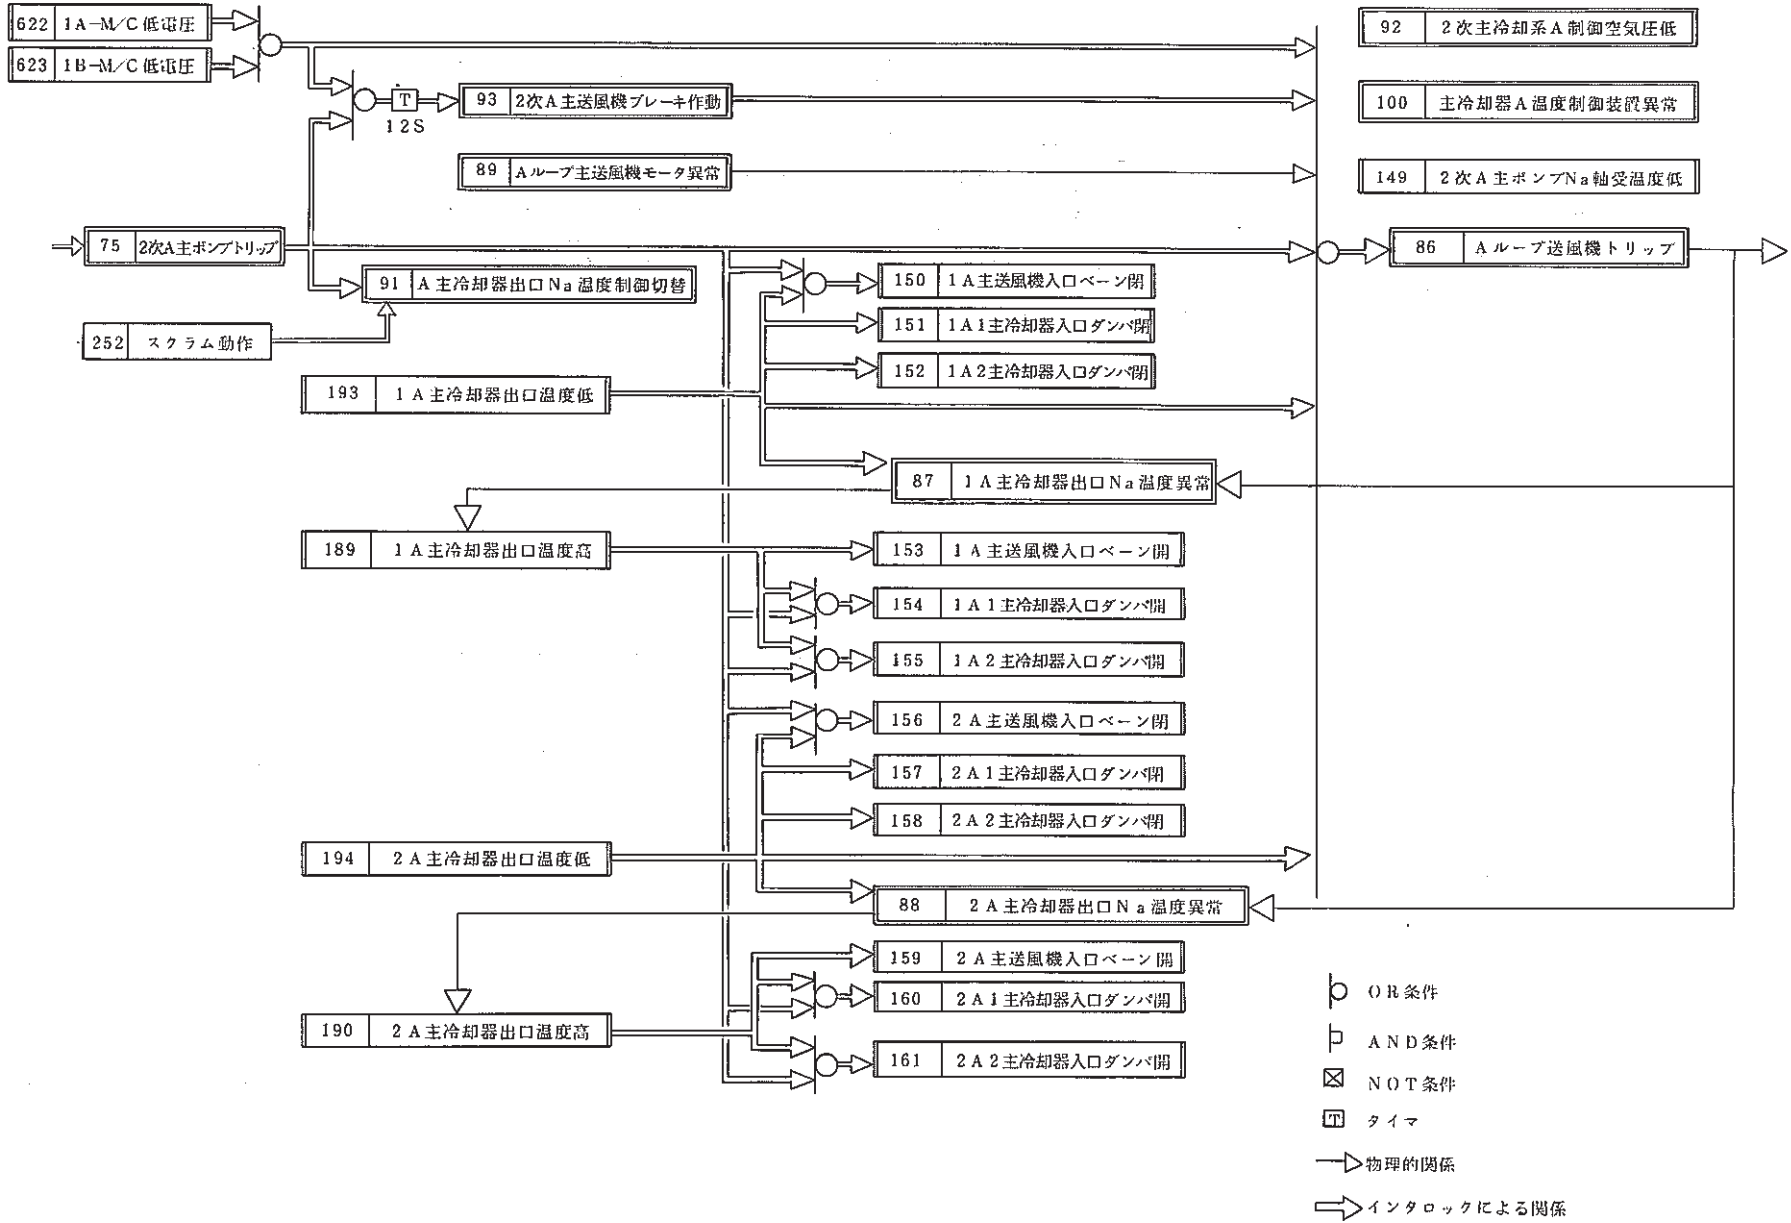 622 1A-M/C低電圧
623 1B-M/C低電圧
92 2次主冷却系A制御空気圧低
T
12S
93 2次A主送風機ブレーキ作動
100 主冷却器A温度制御装置異常
89 Aループ主送風機モータ異常
149 2次A主ポンプNa軸受温度低
75 2次A主ポンプトリップ
86 Aループ送風機トリップ
91 A主冷却器出口Na温度制御切替
150 1A主送風機入口ベーン閉
252 スクラム動作
151 1A1主冷却器入口ダンパ閉
152 1A2主冷却器入口ダンパ閉
193 1A主冷却器出口温度低
87 1A主冷却器出口Na温度異常
189 1A主冷却器出口温度高
153 1A主送風機入口ベーン開
154 1A1主冷却器入口ダンパ開
155 1A2主冷却器入口ダンパ開
156 2A主送風機入口ベーン閉
157 2A1主冷却器入口ダンパ閉
158 2A2主冷却器入口ダンパ閉
194 2A主冷却器出口温度低
88 2A主冷却器出口Na温度異常
159 2A主送風機入口ベーン開
160 2A1主冷却器入口ダンパ開
190 2A主冷却器出口温度高
161 2A2主冷却器入口ダンパ開
OR条件
AND条件
NOT条件
T タイマ
物理的関係
インタロックによる関係